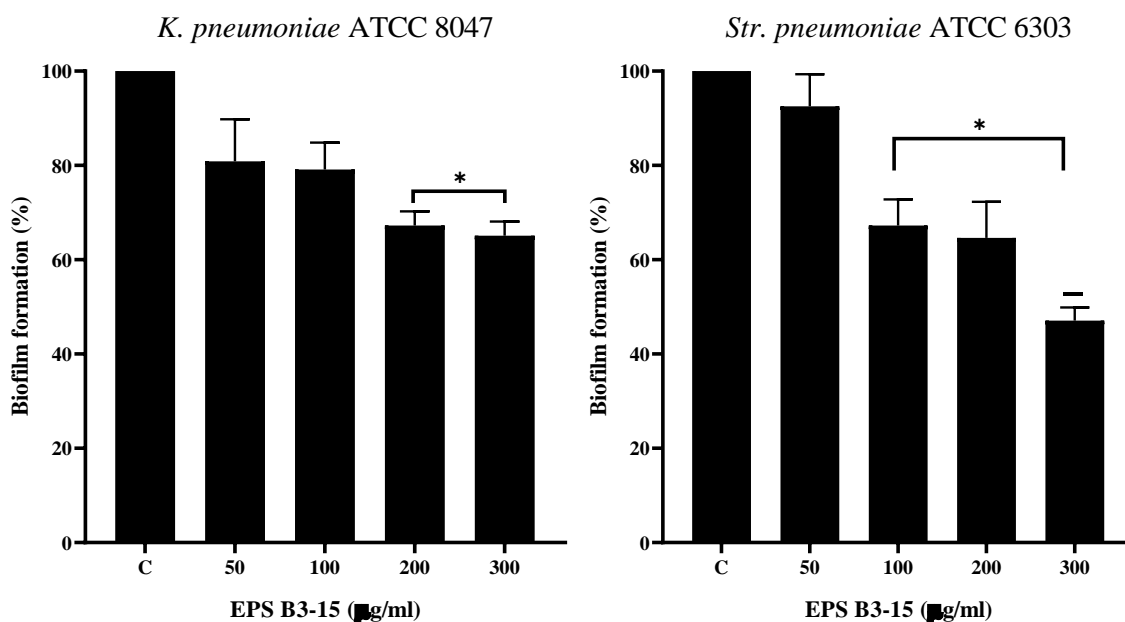 K. pneumoniae ATCC 8047
100
80
60
40
20
0
Biofilm formation (%)
*
C 50 100 200 300
EPS B3-15 (μg/ml)
Str. pneumoniae ATCC 6303
100
80
60
40
20
0
Biofilm formation (%)
*
C 50 100 200 300
EPS B3-15 (μg/ml)